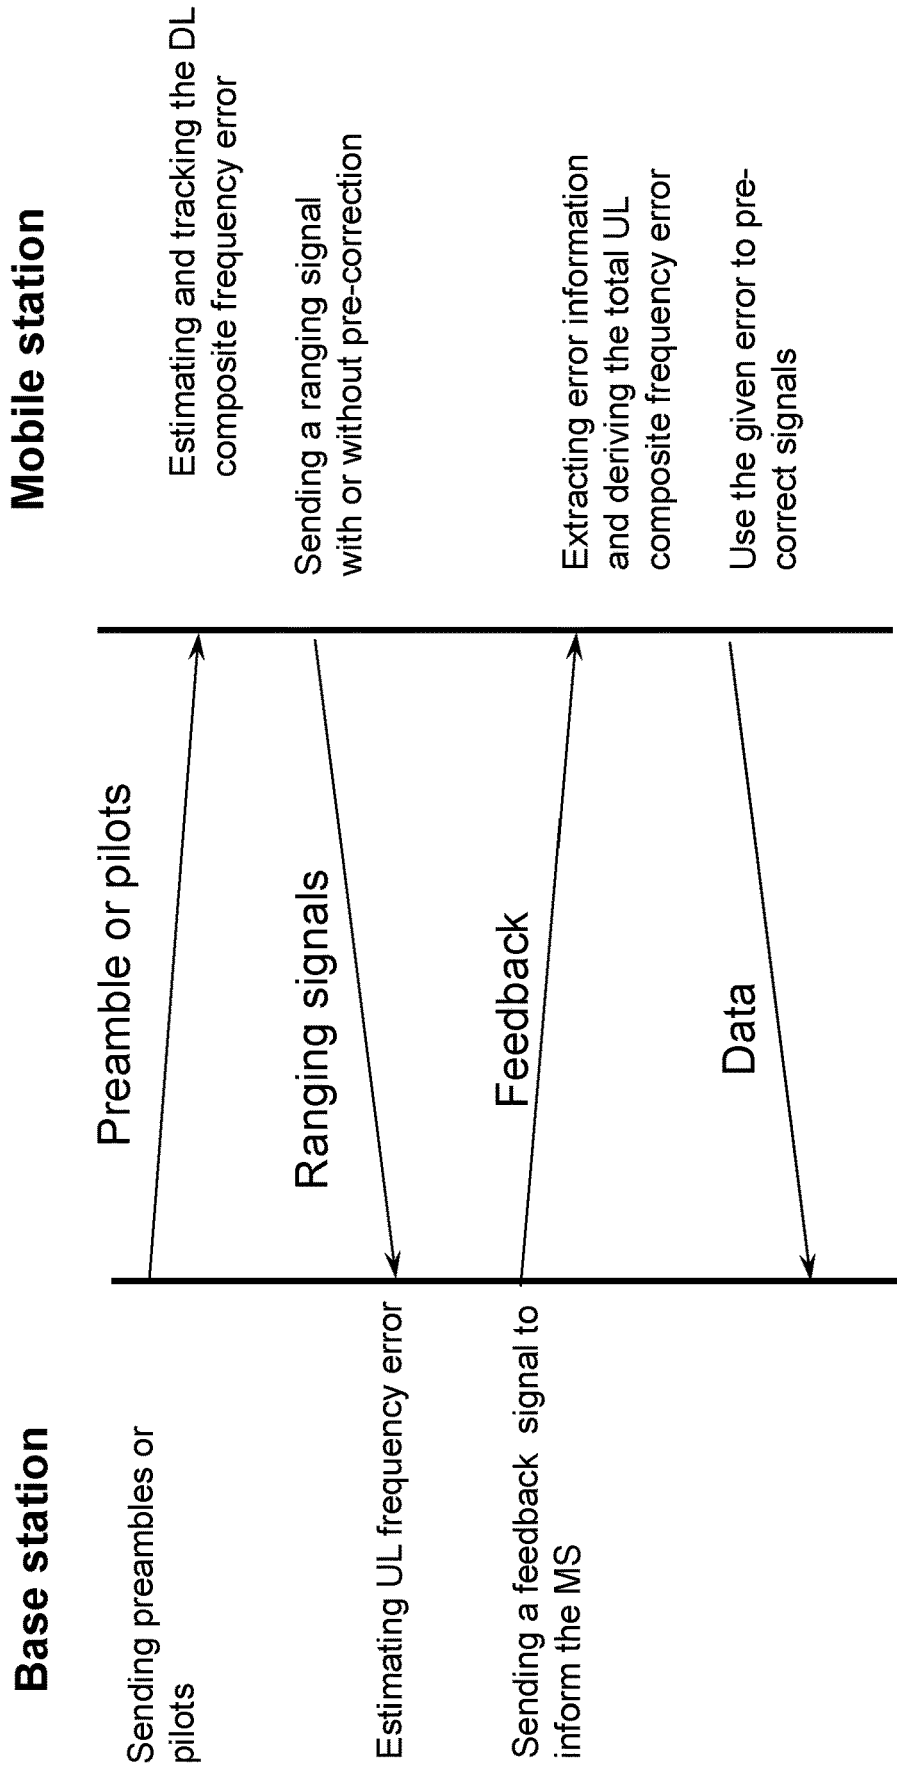 Base station
Mobile station
Sending preambles or
pilots
Preamble or pilots
Estimating and tracking the DL
composite frequency error
Ranging signals
Sending a ranging signal
with or without pre-correction
Estimating UL frequency error
Sending a feedback signal to
inform the MS
Feedback
Extracting error information
and deriving the total UL
composite frequency error
Data
Use the given error to pre-
correct signals